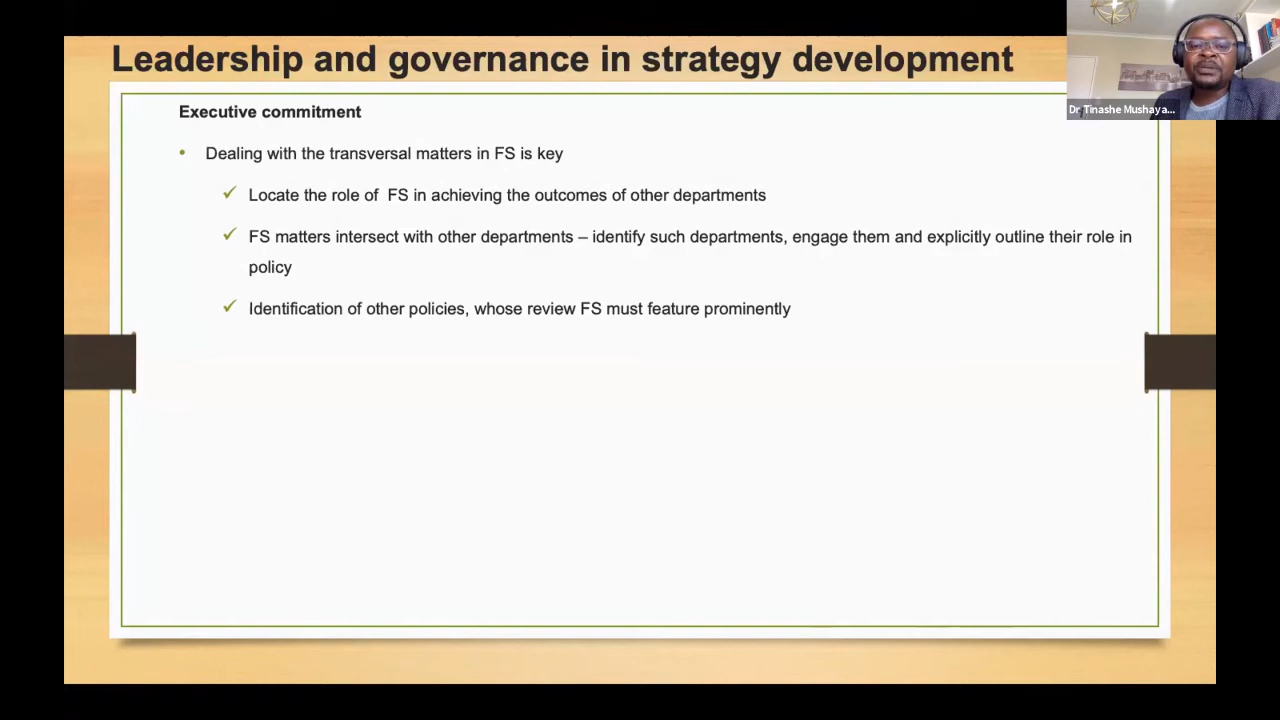 Leadership and governance in strategy development
Dr Tinashe Mushaya...
Executive commitment
• Dealing with the transversal matters in FS is key
✓ Locate the role of FS in achieving the outcomes of other departments
✓ FS matters intersect with other departments – identify such departments, engage them and explicitly outline their role in
policy
✓ Identification of other policies, whose review FS must feature prominently